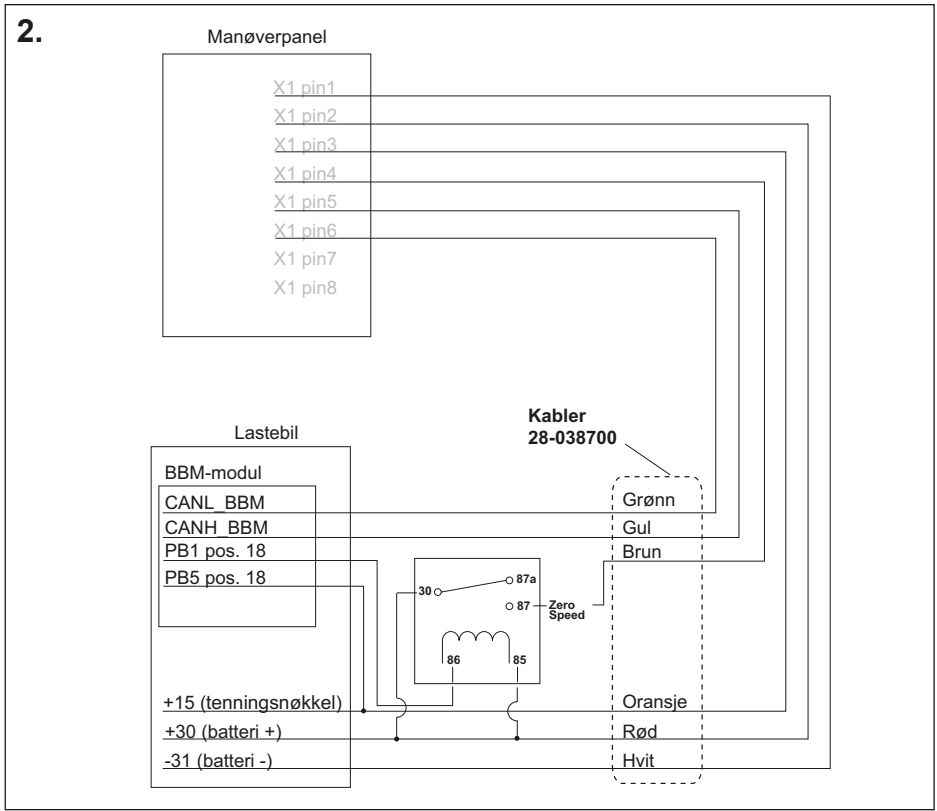 2.
Manøverpanel
X1 pin1
X1 pin2
X1 pin3
X1 pin4
X1 pin5
X1 pin6
X1 pin7
X1 pin8
Kabler
28-038700
Lastebil
BBM-modul
CANL_BBM
Grønn
CANH_BBM
Gul
PB1 pos. 18
Brun
PB5 pos. 18
87a
30
87
Zero
Speed
86
85
+15 (tenningsnøkkel)
Oransje
+30 (batteri +)
Rød
-31 (batteri -)
Hvit